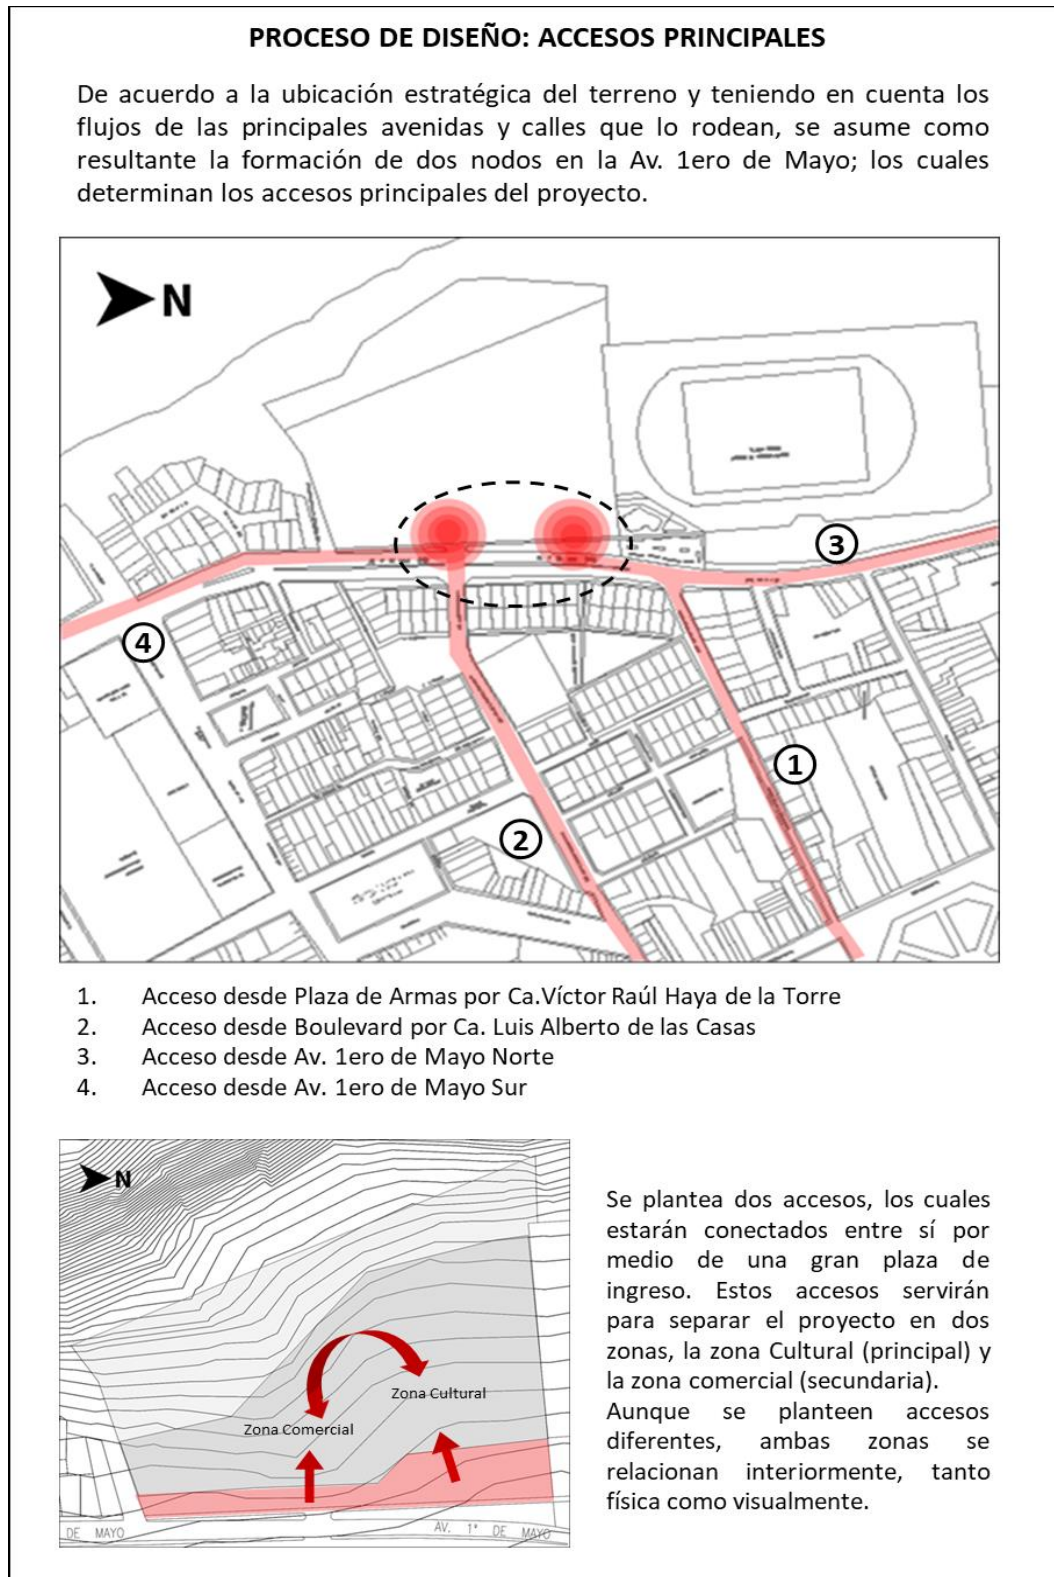 PROCESO DE DISEÑO: ACCESOS PRINCIPALES
De acuerdo a la ubicación estratégica del terreno y teniendo en cuenta los
flujos de las principales avenidas y calles que lo rodean, se asume como
resultante la formación de dos nodos en la Av. 1ero de Mayo; los cuales
determinan los accesos principales del proyecto.
N
3
4
1
2
1. Acceso desde Plaza de Armas por Ca.Víctor Raúl Haya de la Torre
2. Acceso desde Boulevard por Ca. Luis Alberto de las Casas
3. Acceso desde Av. 1ero de Mayo Norte
4. Acceso desde Av. 1ero de Mayo Sur
N
Zona Cultural
Zona Comercial
DE MAYO
AV. 1ª DE MAYO
Se plantea dos accesos, los cuales
estarán conectados entre sí por
medio de una gran plaza de
ingreso. Estos accesos servirán
para separar el proyecto en dos
zonas, la zona Cultural (principal) y
la zona comercial (secundaria).
Aunque se planteen accesos
diferentes, ambas zonas se
relacionan interiormente, tanto
física como visualmente.